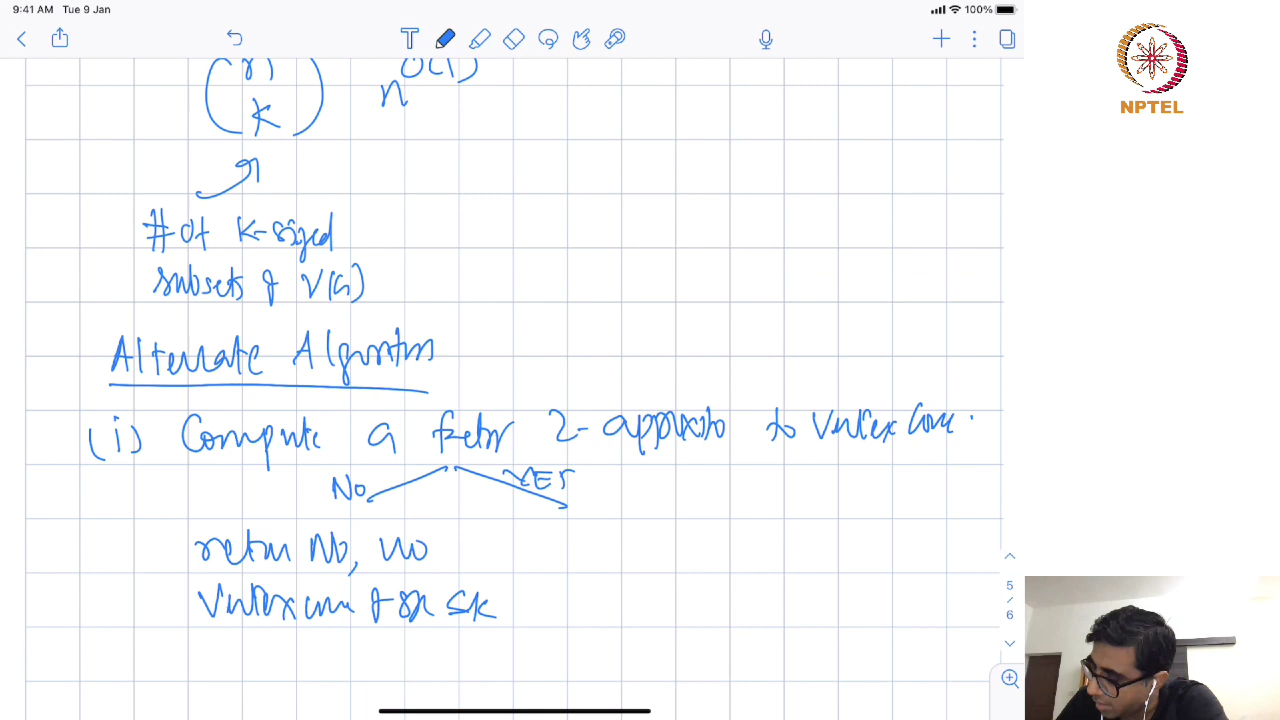 9:41 AM Tue 9 Jan
100%
NPTEL
n O(1)
k
# of k-sized
subsets of V(G)
Alternate Algorithm
(i) Compute a factor 2-approx to vertex cover.
No YES
return No, no
vertex cover of size ≤k
5
6